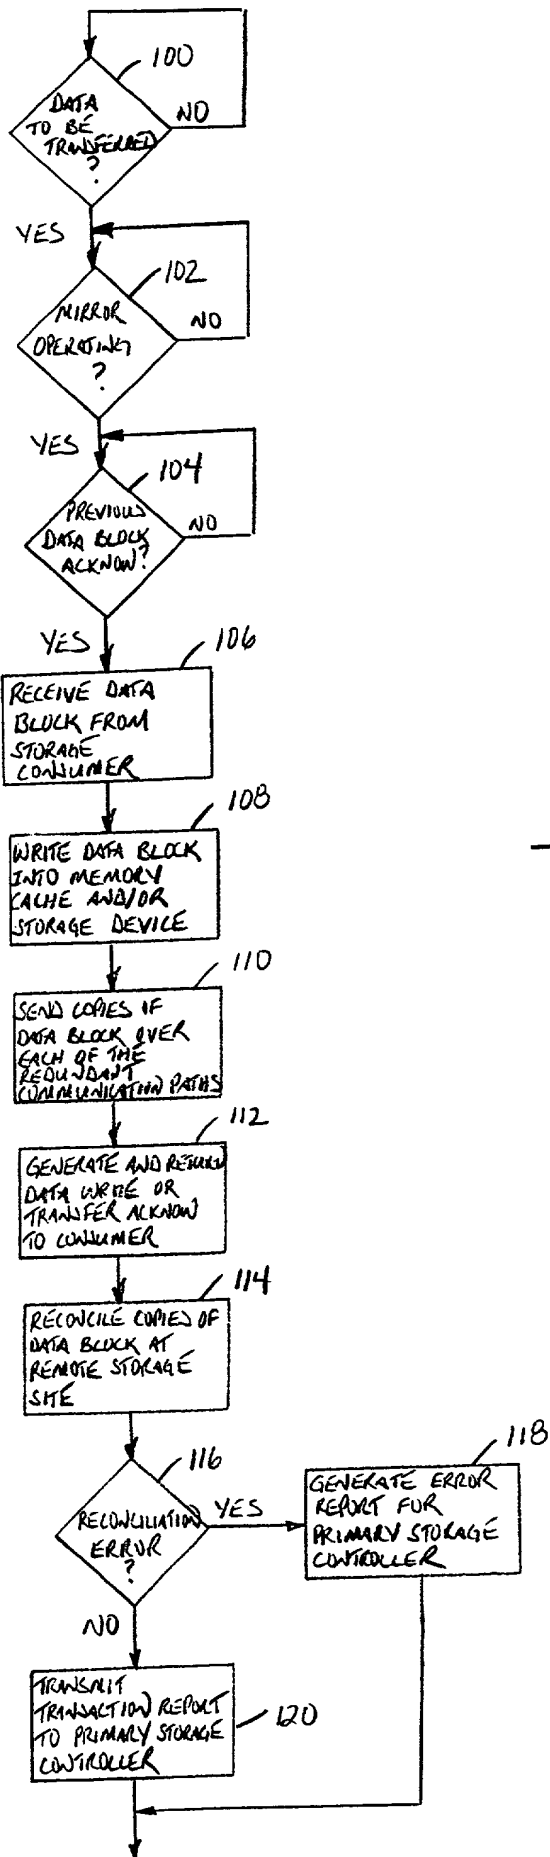 100
DATA
TO BE
TRANSFERRED
?
NO
YES
102
MIRROR
OPERATING
?
NO
YES
104
PREVIOUS
DATA BLOCK
ACKNOW?
NO
YES
106
RECEIVE DATA
BLOCK FROM
STORAGE
CONSUMER
108
WRITE DATA BLOCK
INTO MEMORY
CACHE AND/OR
STORAGE DEVICE
110
SEND COPIES IF
DATA BLOCK OVER
EACH OF THE
REDUNDANT
COMMUNICATION PATHS
112
GENERATE AND RETURN
DATA WRITE OR
TRANSFER ACKNOW
TO CONSUMER
114
RECONCILE COPIES OF
DATA BLOCK AT
REMOTE STORAGE
SITE
116
RECONCILIATION
ERROR
?
YES
118
GENERATE ERROR
REPORT FOR
PRIMARY STORAGE
CONTROLLER
NO
TRANSMIT
TRANSACTION REPORT
TO PRIMARY STORAGE
CONTROLLER
120